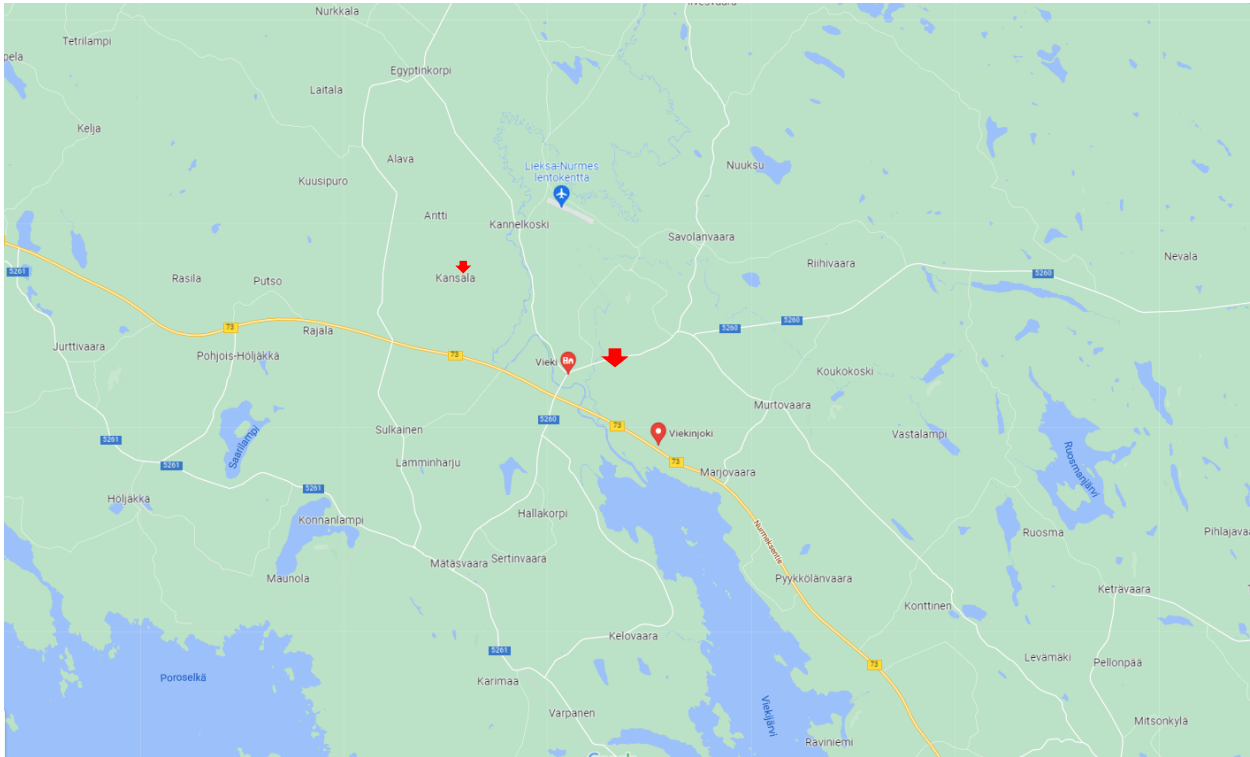 Nurkkala
Tetrilampi
pela
Egyptinkorpi
Laitala
Kelja
Alava
Lieksa-Nurmes
lentokenttä
Nuuksu
Kuusipuro
Antti
Kannelkoski
Savolanvaara
Nevala
Riihivaara
5261
5260
Rasila
Putso
Kansala
5260
5260
73
Rajala
Jurttivaara
Pohjois-Höljäkkä
73
Vieki
Koukokoski
Murtovaara
5260
73
Sulkainen
Viekinjoki
Vastalampi
5261
Saarilampi
Lamminharju
5261
73
Marjovaara
Ruosmanjärvi
Höljäkkä
5261
Konnanlampi
Hallakorpi
Nurmeksentie
Ruosma
Pihlajavaa
Mätäsvaara
Sertinvaara
Maunola
Pyykkölänvaara
Keträvaara
Konttinen
Kelovaara
5261
Levämäki
Pellonpää
73
Poroselkä
Karimaa
Viekijärvi
Varpanen
Mitsonkylä
Raviniemi